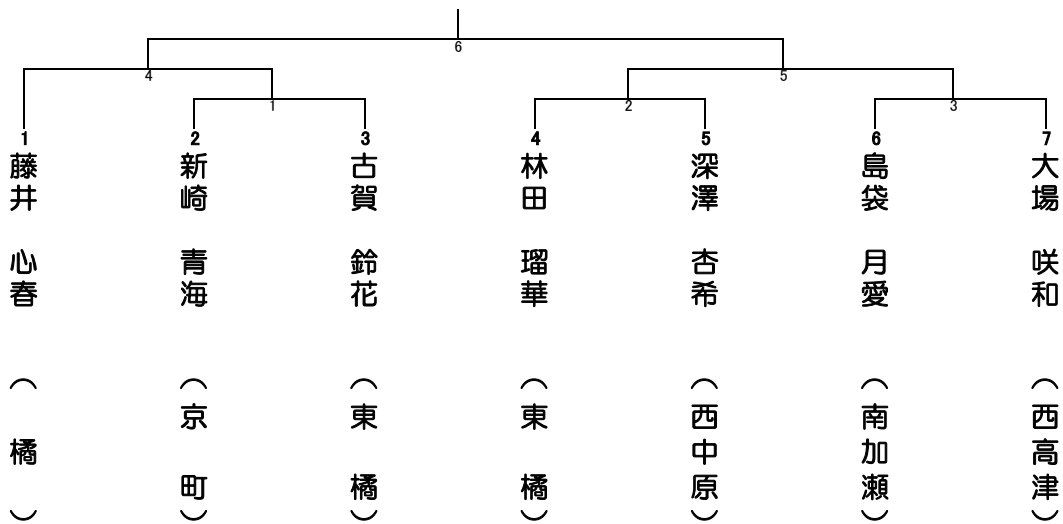 6
4
5
1
2
3
1
藤井 心春
（橘）
2
新崎 青海
（京町）
3
古賀 鈴花
（東橘）
4
林田 瑠華
（東橘）
5
深澤 杏希
（西中原）
6
島袋 月愛
（南加瀬）
7
大場 咲和
（西高津）